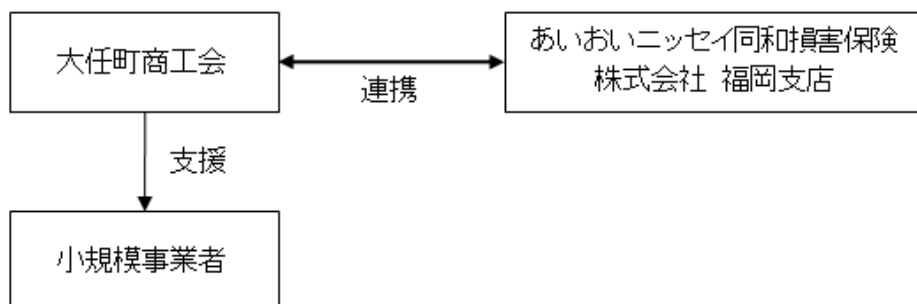 大任町商工会
あいおいニッセイ同和損害保険
株式会社 福岡支店
連携
支援
小規模事業者